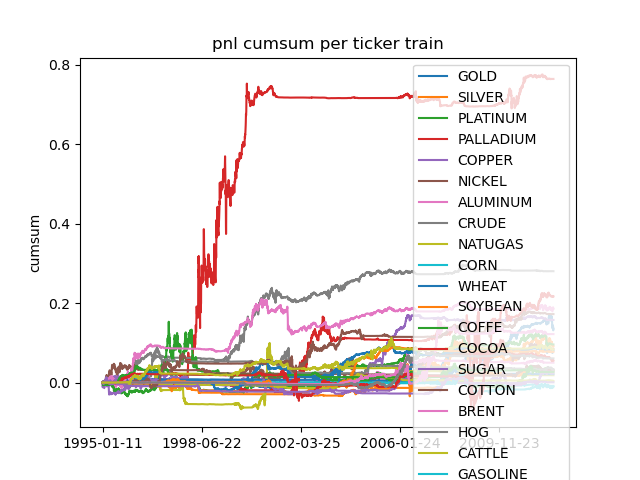 pnl cumsum per ticker train
cumsum
0.8
0.6
0.4
0.2
0.0
1995-01-11 1998-06-22 2002-03-25 2006-01-24 2009-11-23
GOLD
SILVER
PLATINUM
PALLADIUM
COPPER
NICKEL
ALUMINUM
CRUDE
NATUGAS
CORN
WHEAT
SOYBEAN
COFFE
COCOA
SUGAR
COTTON
BRENT
HOG
CATTLE
GASOLINE